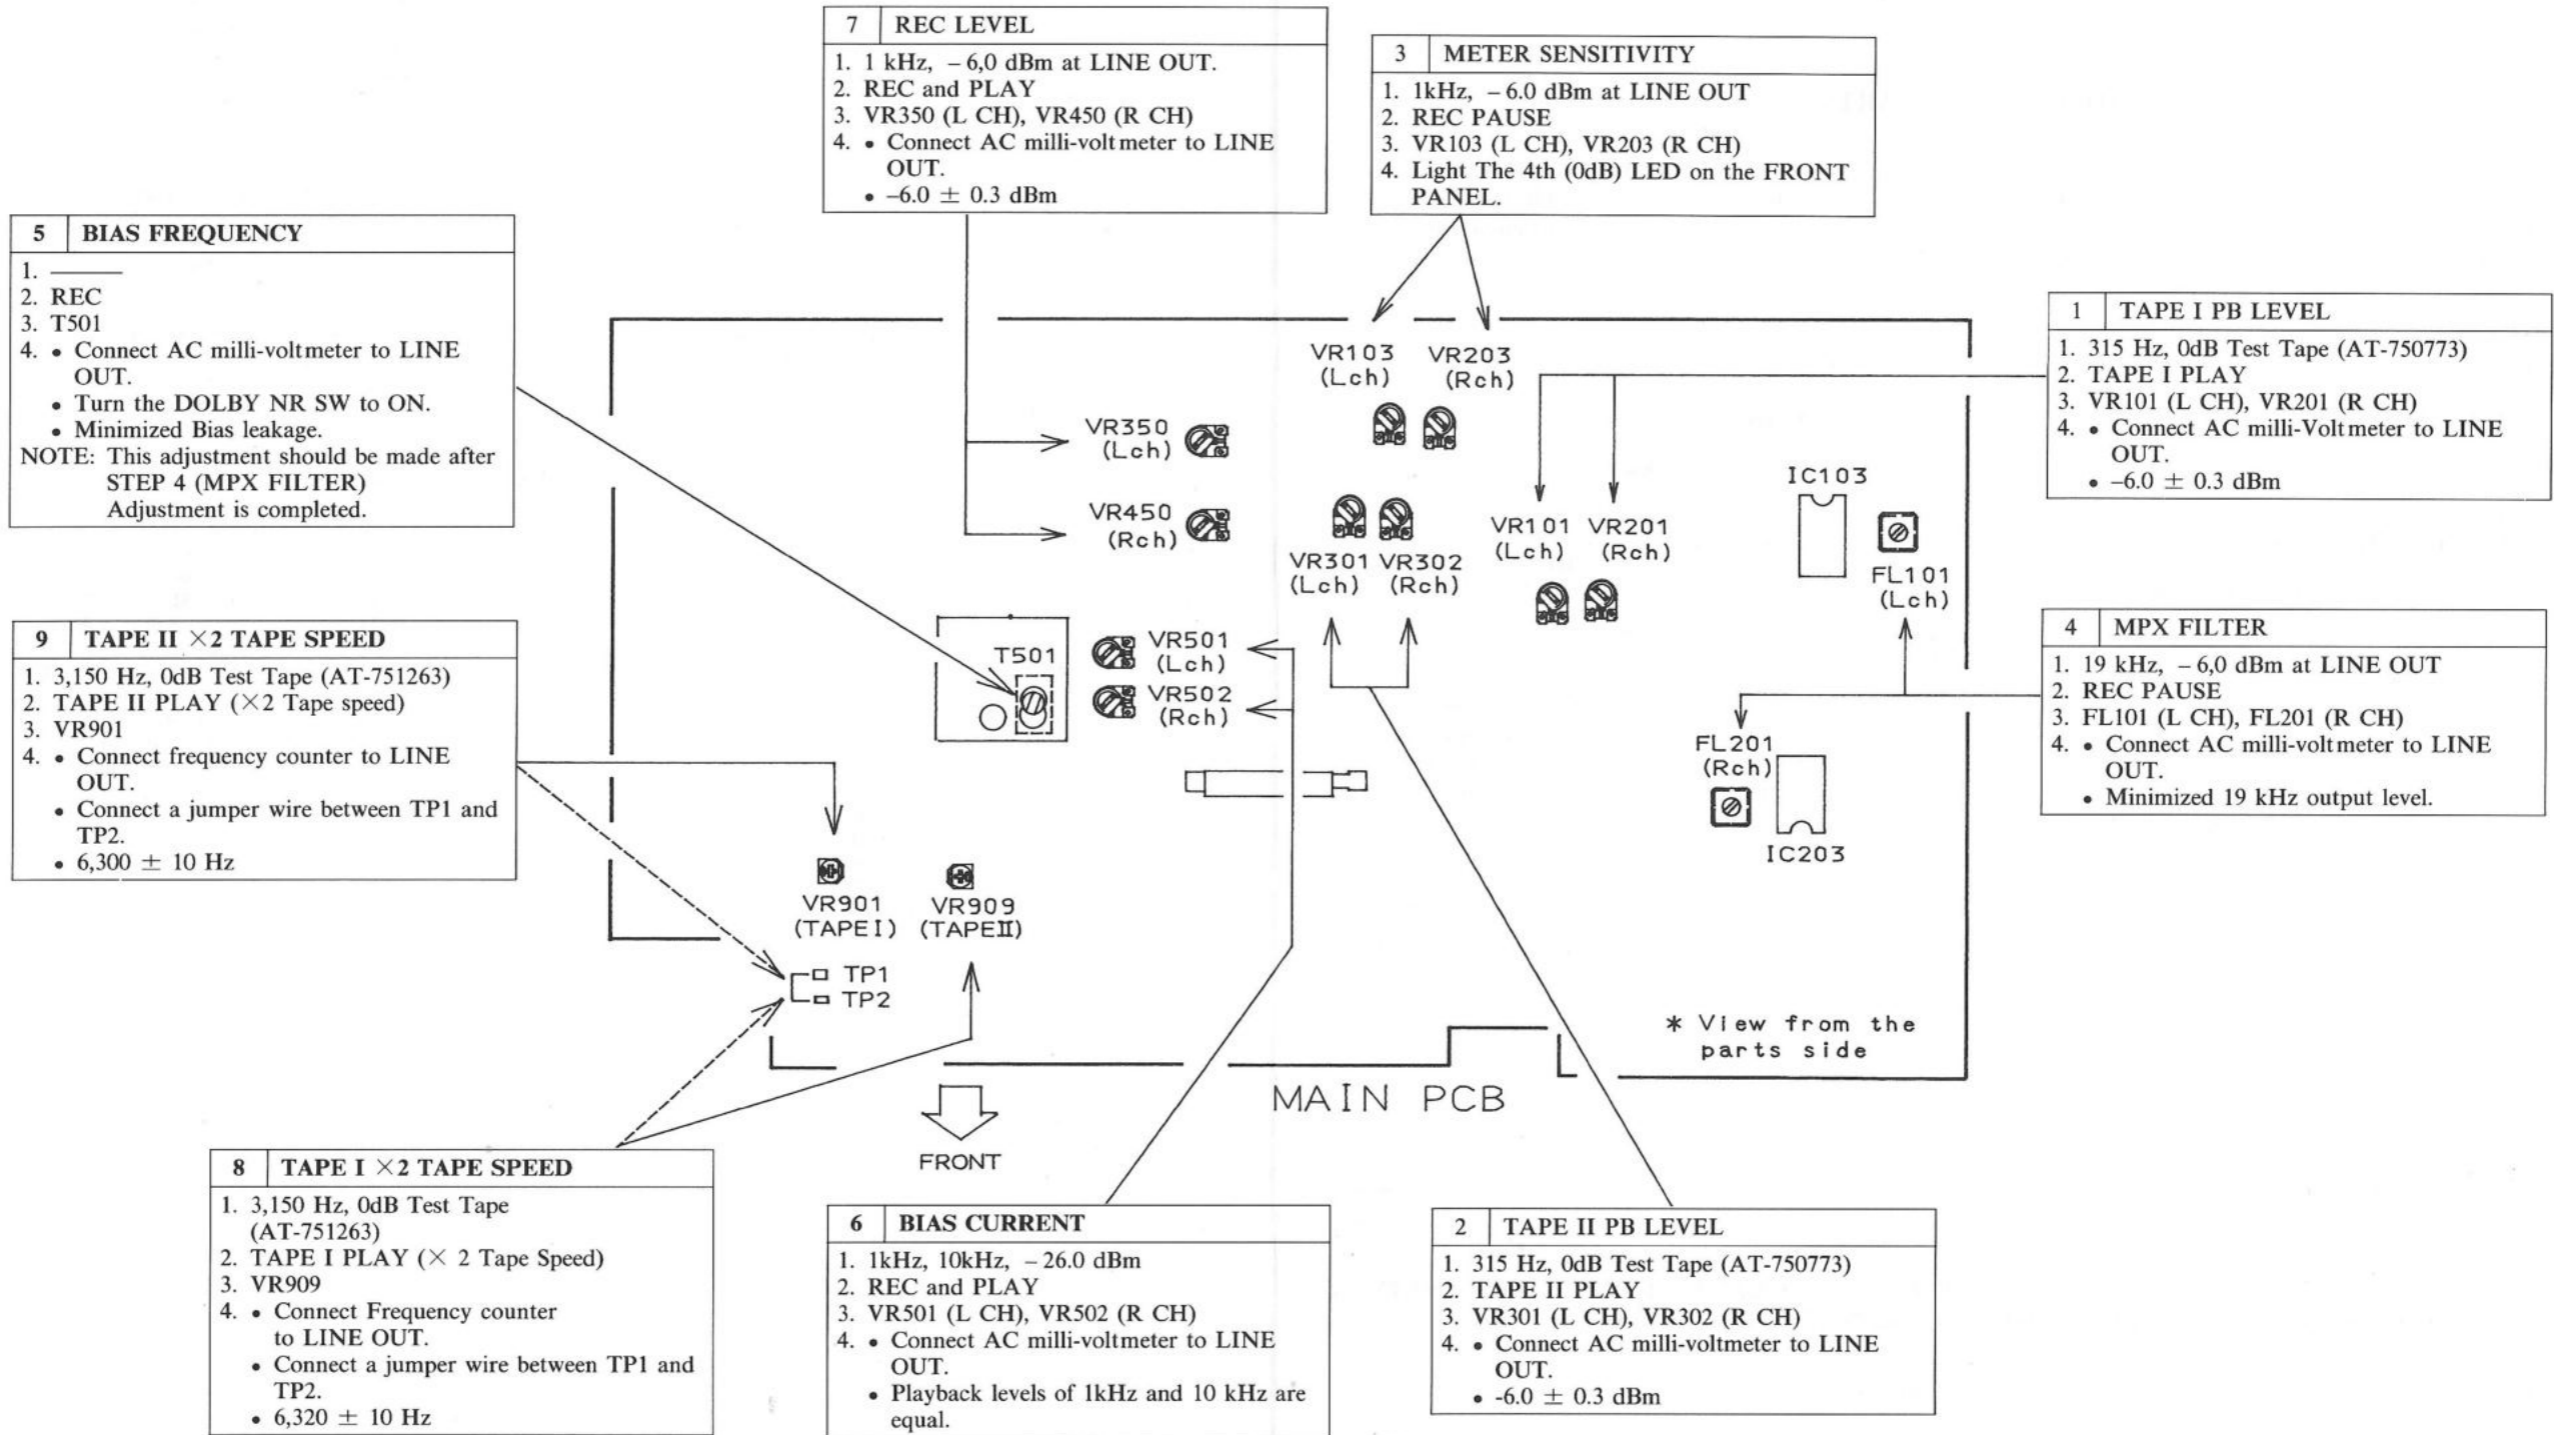 7 REC LEVEL
1. 1 kHz, – 6,0 dBm at LINE OUT.
2. REC and PLAY
3. VR350 (L CH), VR450 (R CH)
4. • Connect AC milli-voltmeter to LINE
OUT.
• –6.0 ± 0.3 dBm
3 METER SENSITIVITY
1. 1kHz, – 6.0 dBm at LINE OUT
2. REC PAUSE
3. VR103 (L CH), VR203 (R CH)
4. Light The 4th (0dB) LED on the FRONT
PANEL.
5 BIAS FREQUENCY
1. ———
2. REC
3. T501
4. • Connect AC milli-voltmeter to LINE
OUT.
• Turn the DOLBY NR SW to ON.
• Minimized Bias leakage.
NOTE: This adjustment should be made after
STEP 4 (MPX FILTER)
Adjustment is completed.
1 TAPE I PB LEVEL
1. 315 Hz, 0dB Test Tape (AT-750773)
2. TAPE I PLAY
3. VR101 (L CH), VR201 (R CH)
4. • Connect AC milli-Voltmeter to LINE
OUT.
• –6.0 ± 0.3 dBm
VR103
(Lch)
VR203
(Rch)
VR350
(Lch)
VR450
(Rch)
VR301
(Lch)
VR302
(Rch)
VR101
(Lch)
VR201
(Rch)
IC103
FL101
(Lch)
9 TAPE II ×2 TAPE SPEED
1. 3,150 Hz, 0dB Test Tape (AT-751263)
2. TAPE II PLAY (×2 Tape speed)
3. VR901
4. • Connect frequency counter to LINE
OUT.
• Connect a jumper wire between TP1 and
TP2.
• 6,300 ± 10 Hz
T501
VR501
(Lch)
VR502
(Rch)
4 MPX FILTER
1. 19 kHz, – 6,0 dBm at LINE OUT
2. REC PAUSE
3. FL101 (L CH), FL201 (R CH)
4. • Connect AC milli-voltmeter to LINE
OUT.
• Minimized 19 kHz output level.
FL201
(Rch)
IC203
VR901
(TAPE I)
VR909
(TAPE II)
TP1
TP2
* View from the
parts side
MAIN PCB
FRONT
8 TAPE I ×2 TAPE SPEED
1. 3,150 Hz, 0dB Test Tape
(AT-751263)
2. TAPE I PLAY (× 2 Tape Speed)
3. VR909
4. • Connect Frequency counter
to LINE OUT.
• Connect a jumper wire between TP1 and
TP2.
• 6,320 ± 10 Hz
6 BIAS CURRENT
1. 1kHz, 10kHz, – 26.0 dBm
2. REC and PLAY
3. VR501 (L CH), VR502 (R CH)
4. • Connect AC milli-voltmeter to LINE
OUT.
• Playback levels of 1kHz and 10 kHz are
equal.
2 TAPE II PB LEVEL
1. 315 Hz, 0dB Test Tape (AT-750773)
2. TAPE II PLAY
3. VR301 (L CH), VR302 (R CH)
4. • Connect AC milli-voltmeter to LINE
OUT.
• -6.0 ± 0.3 dBm